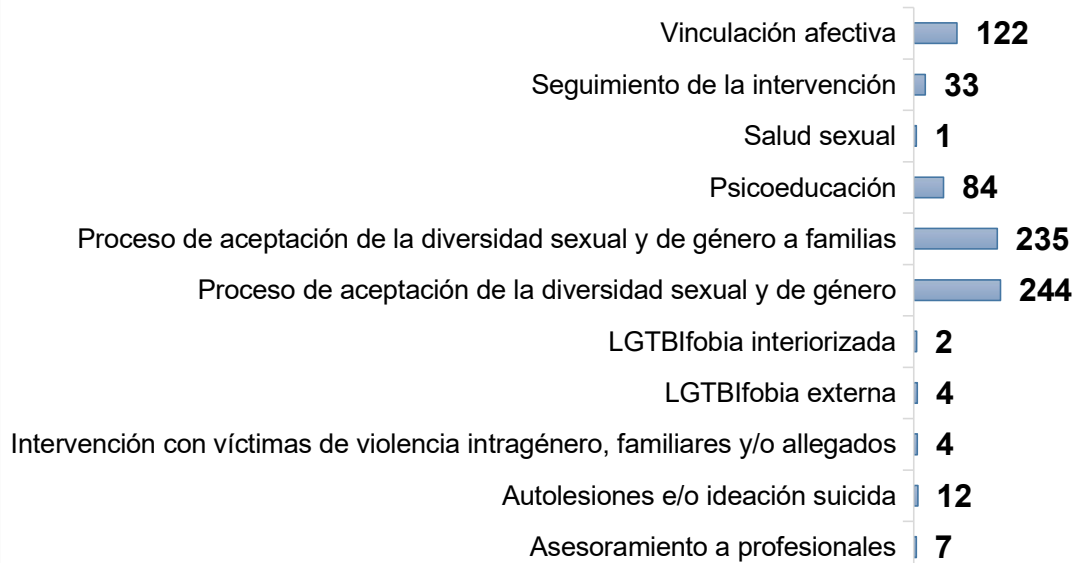 Vinculación afectiva 122
Seguimiento de la intervención 33
Salud sexual 1
Psicoeducación 84
Proceso de aceptación de la diversidad sexual y de género a familias 235
Proceso de aceptación de la diversidad sexual y de género 244
LGTBIfobia interiorizada 2
LGTBIfobia externa 4
Intervención con víctimas de violencia intragénero, familiares y/o allegados 4
Autolesiones e/o ideación suicida 12
Asesoramiento a profesionales 7